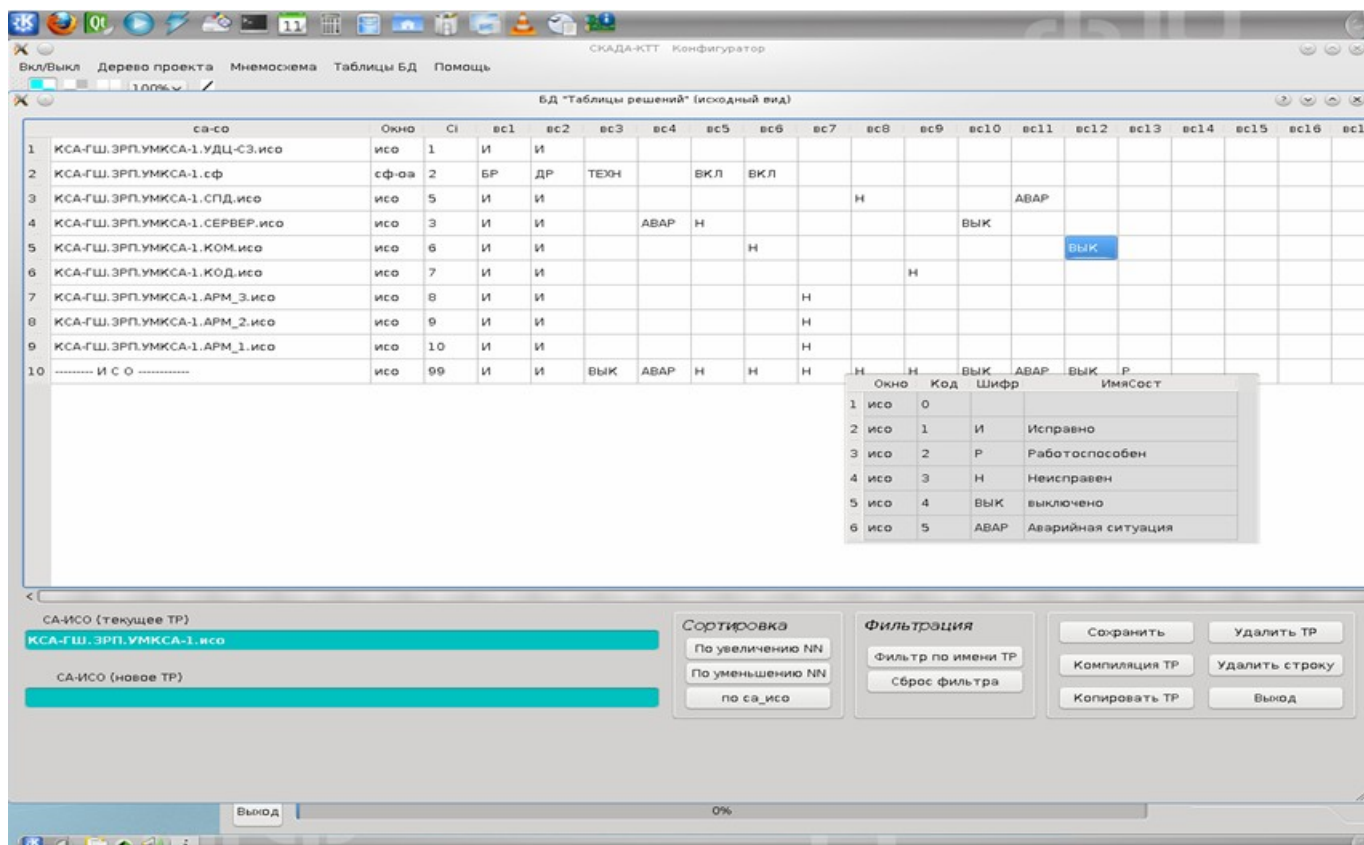 11
СКАДА-КТТ Конфигуратор
Вкл/Выкл Дерево проекта Мнемосхема Таблицы БД Помощь
100%
БД "Таблицы решений" (исходный вид)
са-со Окно Ci вс1 вс2 вс3 вс4 вс5 вс6 вс7 вс8 вс9 вс10 вс11 вс12 вс13 вс14 вс15 вс16 вс1
1 КСА-ГШ.ЗРП.УМКСА-1.УДЦ-СЗ.исо исо 1 И И
2 КСА-ГШ.ЗРП.УМКСА-1.сф сф-оа 2 БР ДР ТЕХН ВКЛ ВКЛ
3 КСА-ГШ.ЗРП.УМКСА-1.СПД.исо исо 5 И И Н АВАР
4 КСА-ГШ.ЗРП.УМКСА-1.СЕРВЕР.исо исо 3 И И АВАР Н ВЫК
5 КСА-ГШ.ЗРП.УМКСА-1.КОМ.исо исо 6 И И Н ВЫК
6 КСА-ГШ.ЗРП.УМКСА-1.КОД.исо исо 7 И И Н
7 КСА-ГШ.ЗРП.УМКСА-1.АРМ_3.исо исо 8 И И Н
8 КСА-ГШ.ЗРП.УМКСА-1.АРМ_2.исо исо 9 И И Н
9 КСА-ГШ.ЗРП.УМКСА-1.АРМ_1.исо исо 10 И И Н
10 --------- И С О ------------ исо 99 И И ВЫК АВАР Н Н Н Н Н ВЫК АВАР ВЫК Р
Окно Код Шифр ИмяСост
1 исо 0
2 исо 1 И Исправно
3 исо 2 Р Работоспособен
4 исо 3 Н Неисправен
5 исо 4 ВЫК выключено
6 исо 5 АВАР Аварийная ситуация
СА-ИСО (текущее ТР)
КСА-ГШ.ЗРП.УМКСА-1.исо
СА-ИСО (новое ТР)
Сортировка
По увеличению NN
По уменьшению NN
по са_исо
Фильтрация
Фильтр по имени ТР
Сброс фильтра
Сохранить Удалить ТР
Компиляция ТР Удалить строку
Копировать ТР Выход
Выход 0%